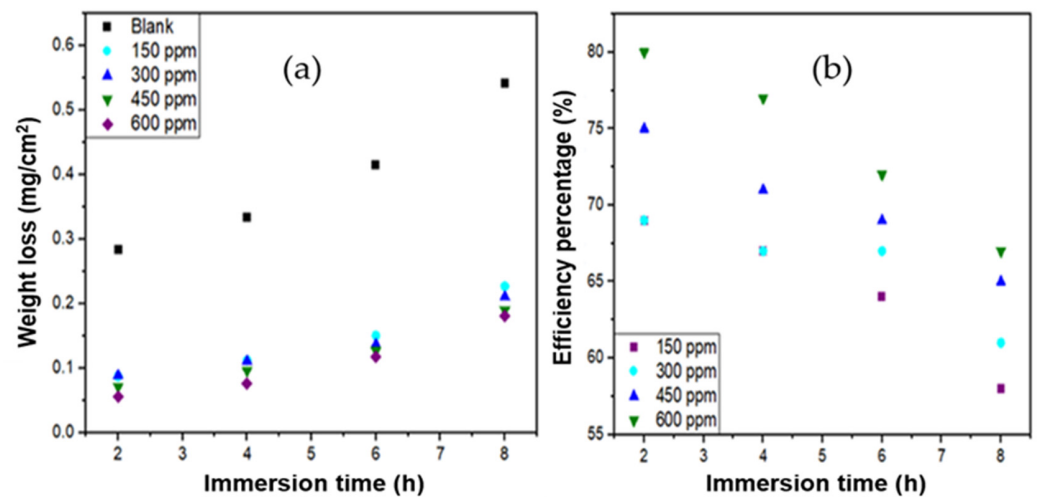 (a)
Blank
150 ppm
300 ppm
450 ppm
600 ppm
Weight loss (mg/cm²)
0.6
0.5
0.4
0.3
0.2
0.1
0.0
2 3 4 5 6 7 8
Immersion time (h)
(b)
Efficiency percentage (%)
80
75
70
65
60
55
150 ppm
300 ppm
450 ppm
600 ppm
2 3 4 5 6 7 8
Immersion time (h)